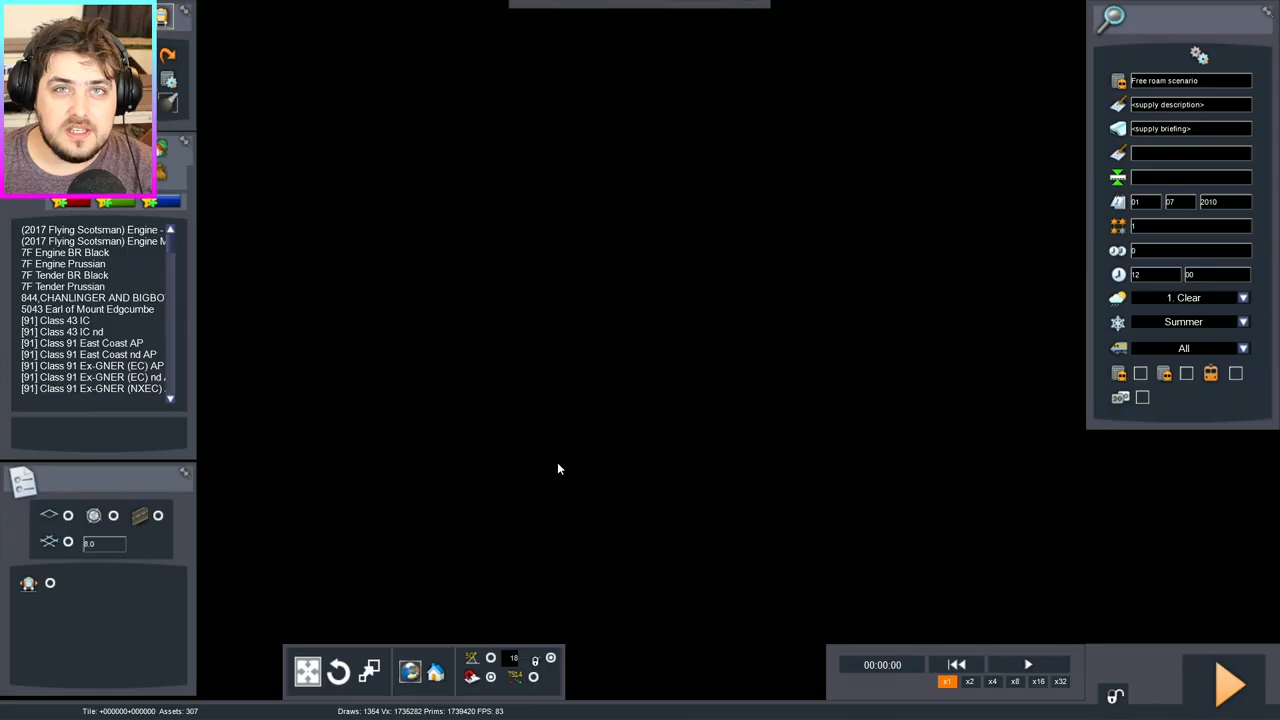 Free roam scenario
<supply description>
<supply briefing>
01 07 2010
1
0
12 00
1. Clear
Summer
All
(2017 Flying Scotsman) Engine -
(2017 Flying Scotsman) Engine M
7F Engine BR Black
7F Engine Prussian
7F Tender BR Black
7F Tender Prussian
844,CHANLINGER AND BIGBO
5043 Earl of Mount Edgcumbe
[91] Class 43 IC
[91] Class 43 IC nd
[91] Class 91 East Coast AP
[91] Class 91 East Coast nd AP
[91] Class 91 Ex-GNER (EC) AP
[91] Class 91 Ex-GNER (EC) nd
[91] Class 91 Ex-GNER (NXEC)
8.0
18
TS14
00:00:00
x1 x2 x4 x8 x16 x32
Tile: +000000+000000 Assets: 307
Draws: 1354 Vx: 1735282 Prims: 1739420 FPS: 83